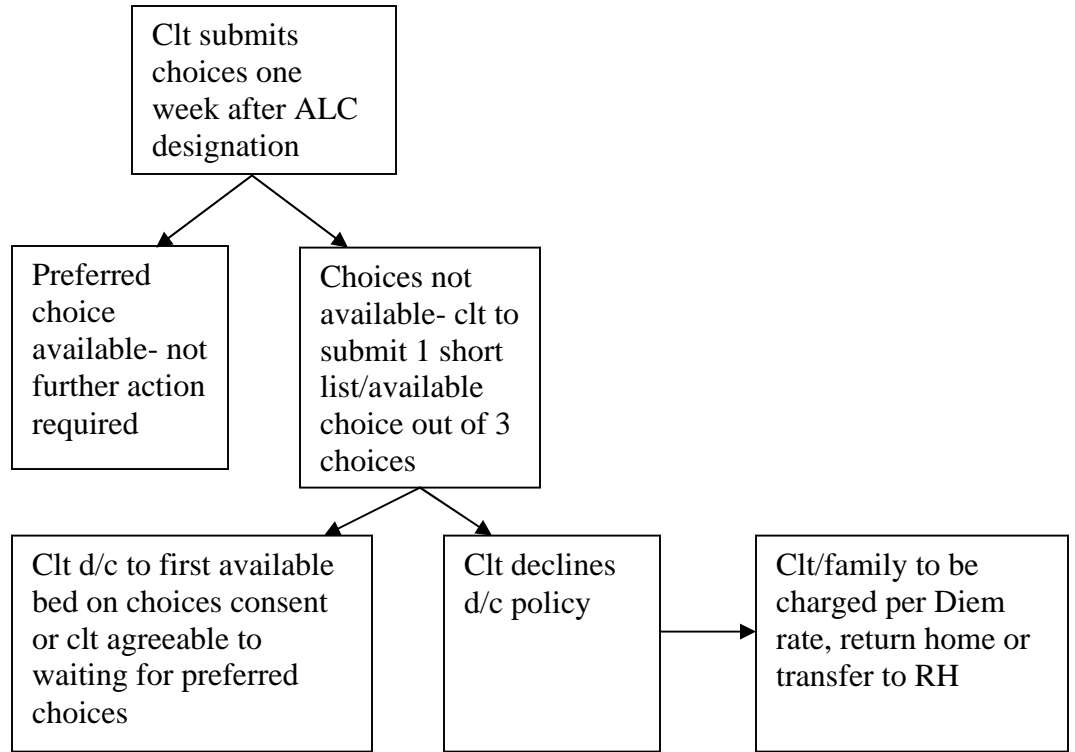 Clt submits
choices one
week after ALC
designation
Preferred
choice
available- not
further action
required
Choices not
available- clt to
submit 1 short
list/available
choice out of 3
choices
Clt d/c to first available
bed on choices consent
or clt agreeable to
waiting for preferred
choices
Clt declines
d/c policy
Clt/family to be
charged per Diem
rate, return home or
transfer to RH